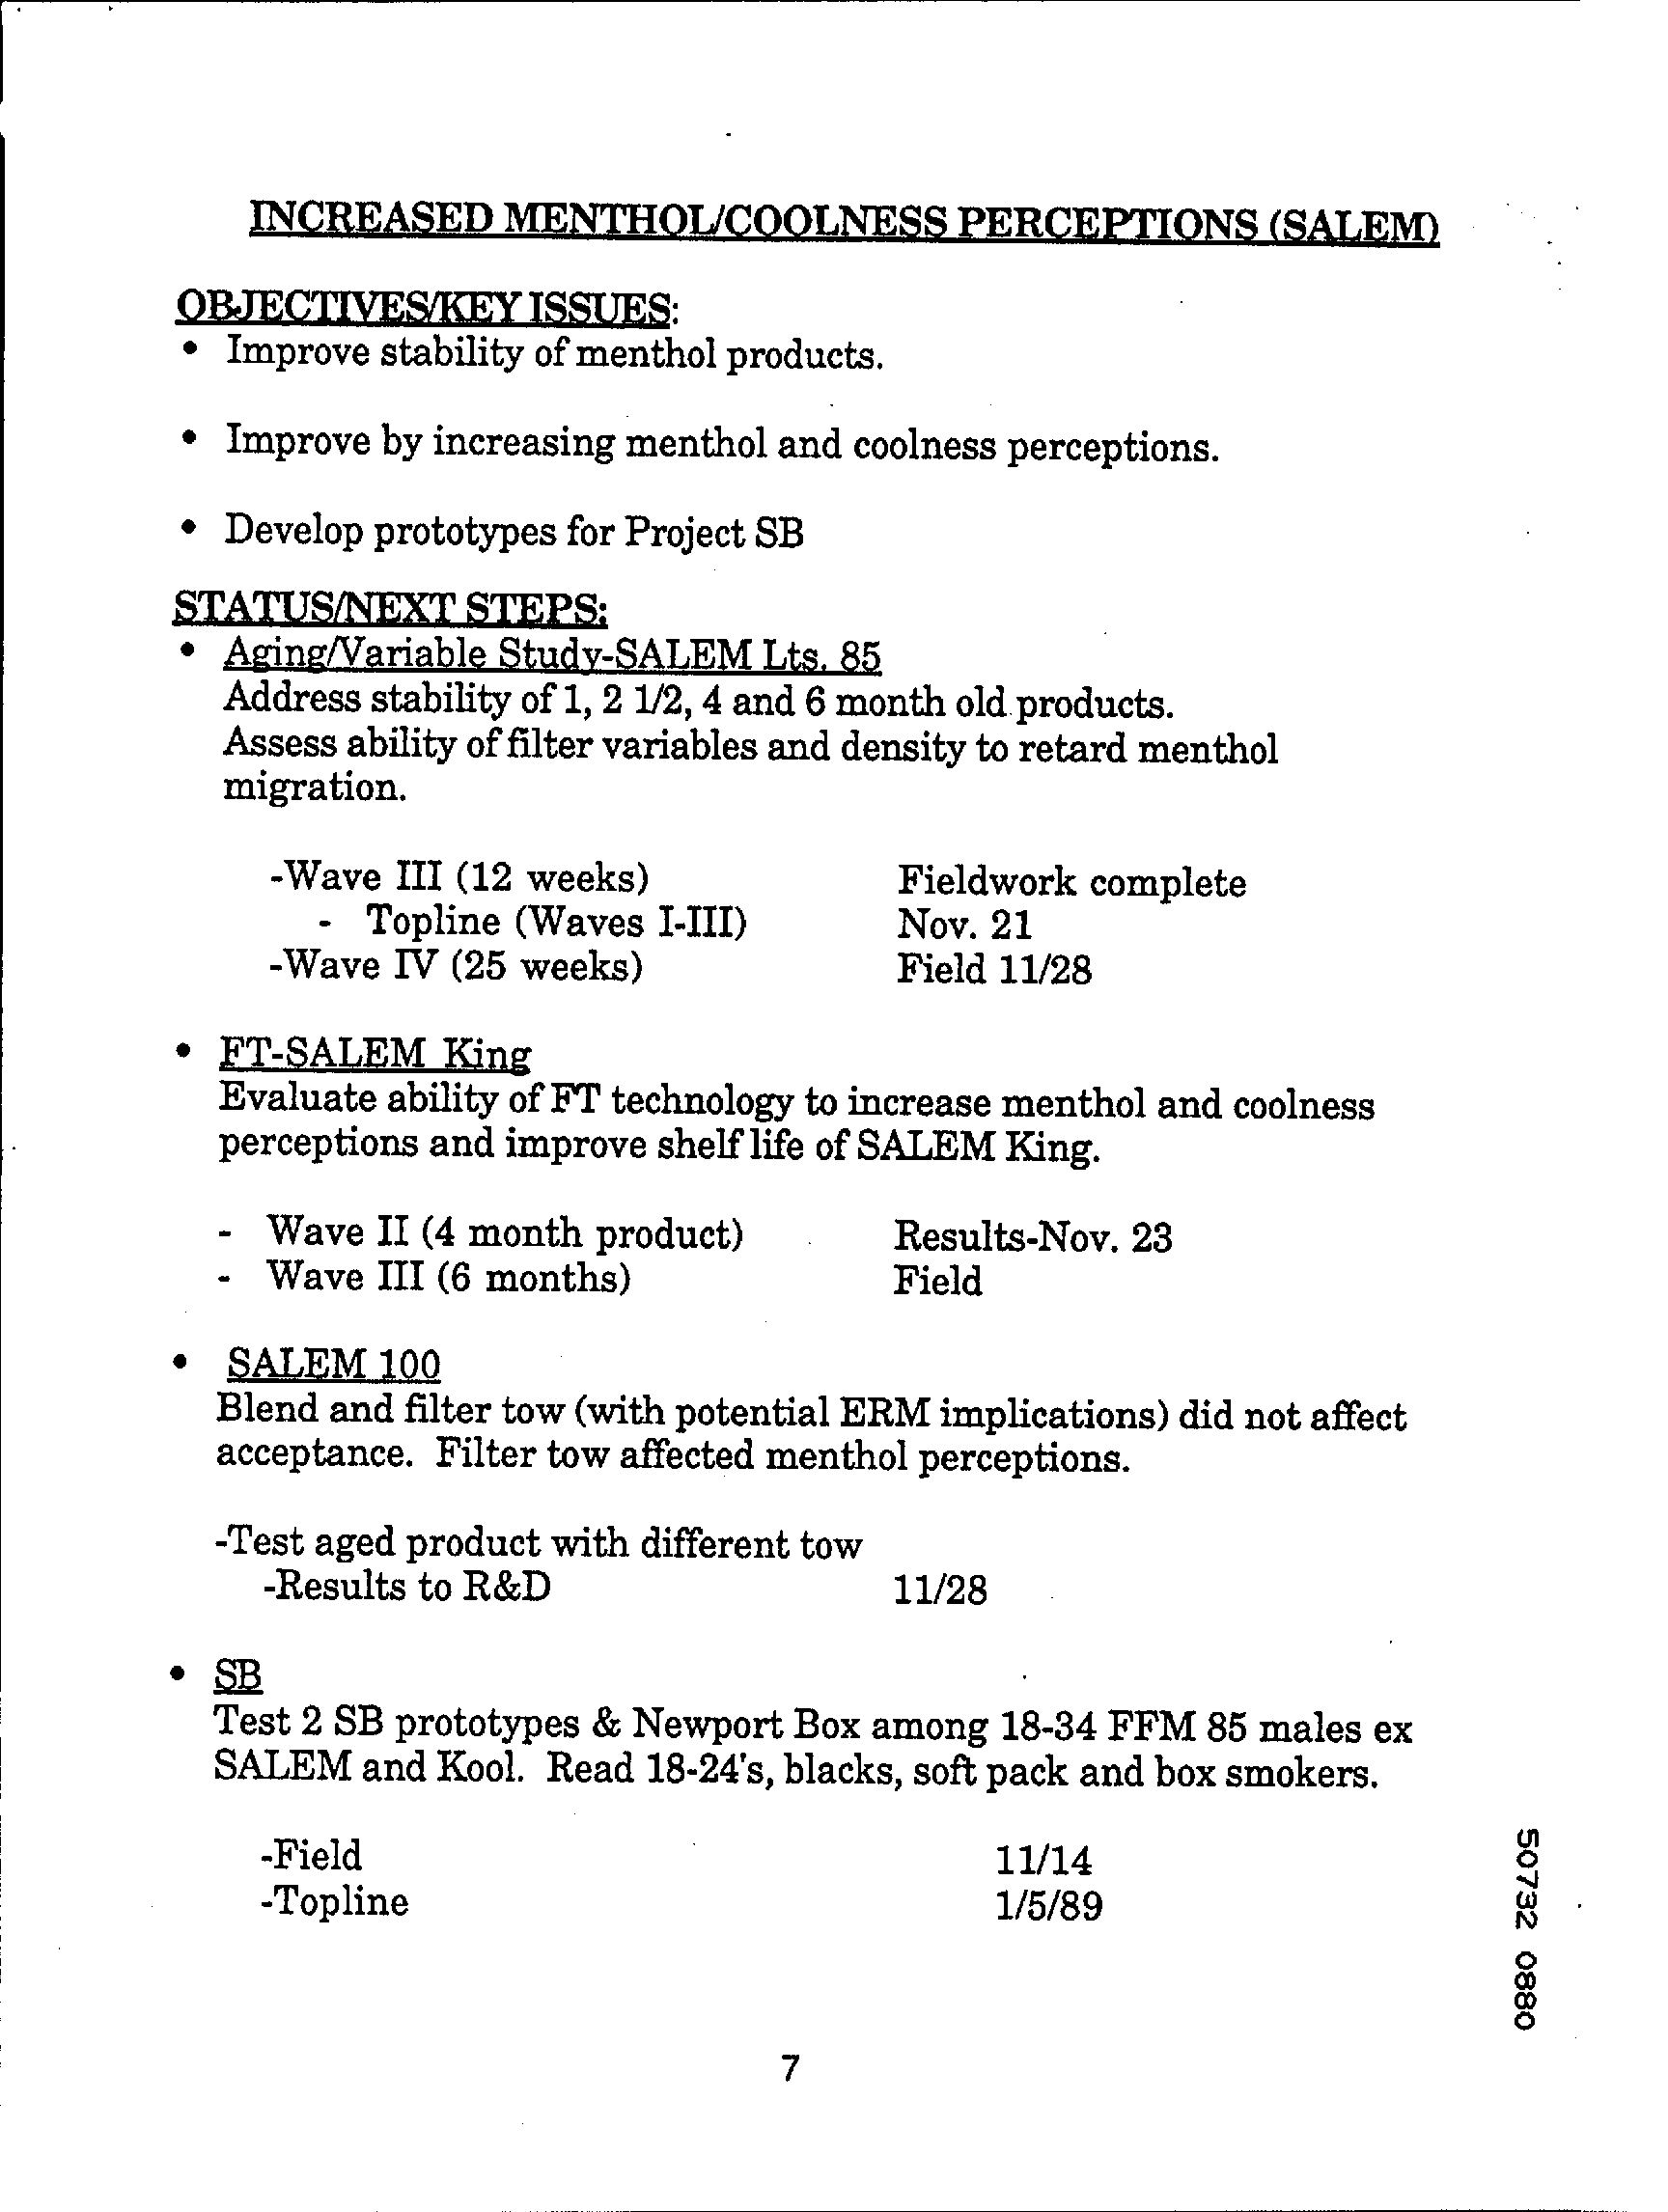 INCREASED MENTHOL/COOLNESS PERCEPTIONS (SALEM)
OBJECTIVES/KEY ISSUES:
• Improve stability of menthol products.
• Improve by increasing menthol and coolness perceptions.
• Develop prototypes for Project SB
STATUS/NEXT STEPS:
• Aging/Variable Study-SALEM Lts. 85
Address stability of 1, 2 1/2, 4 and 6 month old products.
Assess ability of filter variables and density to retard menthol
migration.
-Wave III (12 weeks) Fieldwork complete
- Topline (Waves I-III) Nov. 21
-Wave IV (25 weeks) Field 11/28
• FT-SALEM King
Evaluate ability of FT technology to increase menthol and coolness
perceptions and improve shelf life of SALEM King.
- Wave II (4 month product) Results-Nov. 23
- Wave III (6 months) Field
• SALEM 100
Blend and filter tow (with potential ERM implications) did not affect
acceptance. Filter tow affected menthol perceptions.
-Test aged product with different tow
-Results to R&D 11/28
• SB
Test 2 SB prototypes & Newport Box among 18-34 FFM 85 males ex
SALEM and Kool. Read 18-24's, blacks, soft pack and box smokers.
-Field 11/14
-Topline 1/5/89
50732 0880
7